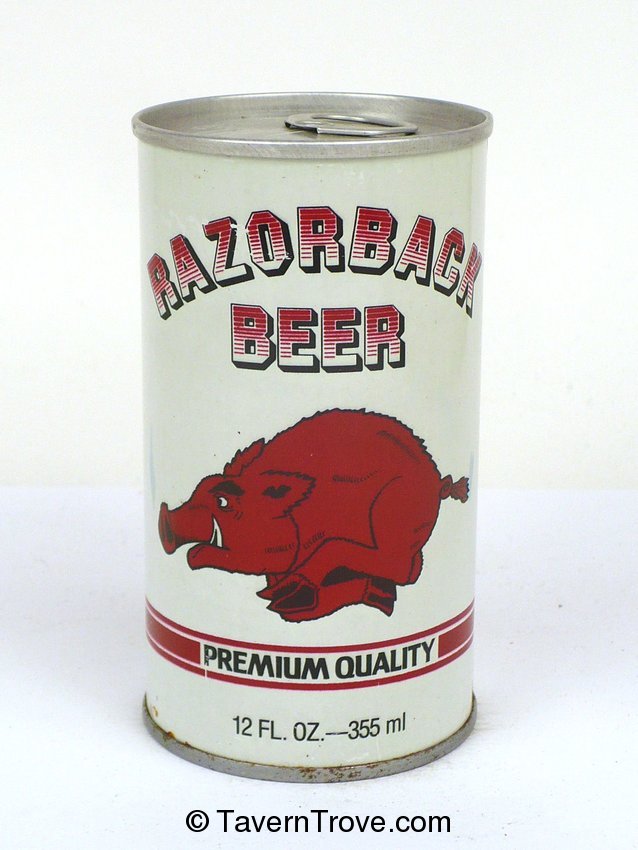 RAZORBACK
BEER
PREMIUM QUALITY
12 FL. OZ.—355 ml
© TavernTrove.com